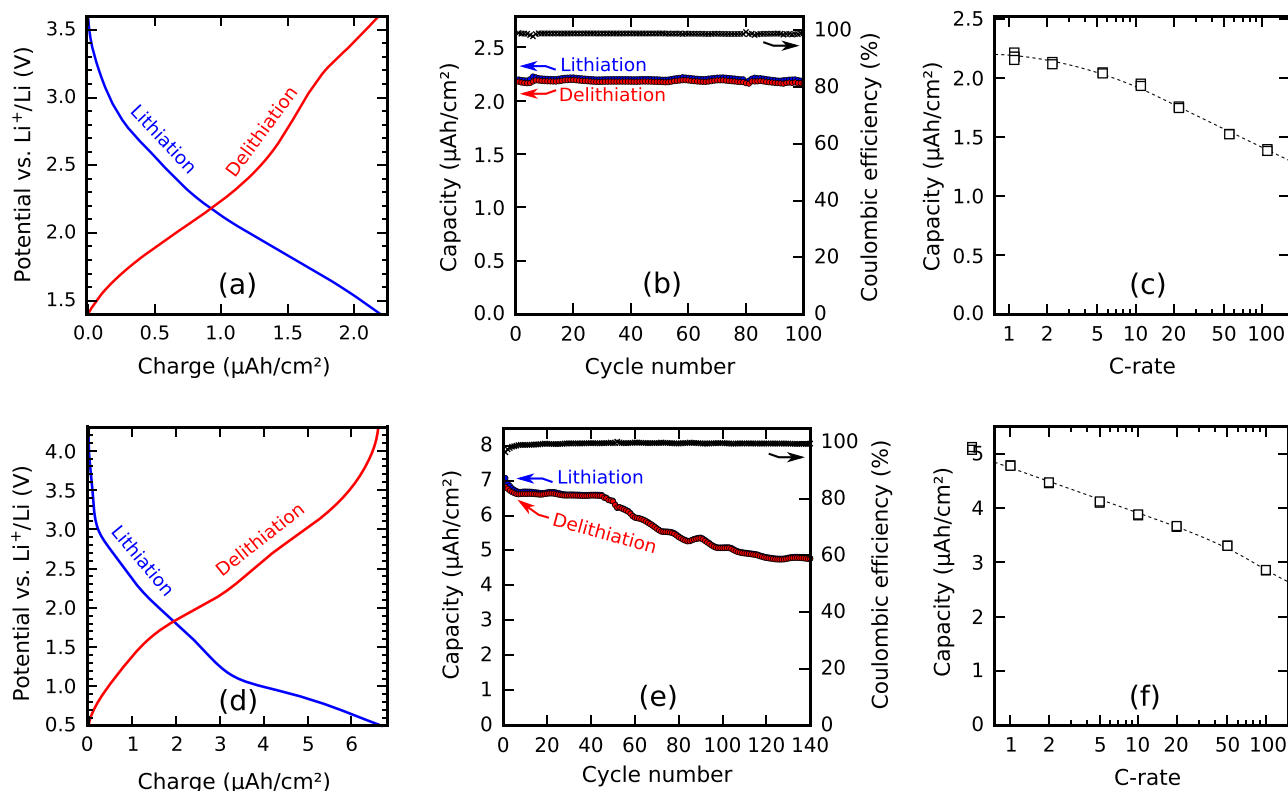 Potential vs. Li⁺/Li (V)
3.5
3.0
2.5
2.0
1.5
Lithiation
Delithiation
(a)
0.0 0.5 1.0 1.5 2.0
Charge (µAh/cm²)
Capacity (µAh/cm²)
2.5
2.0
1.5
1.0
0.5
0.0
Lithiation
Delithiation
(b)
100
80
60
40
20
0
Coulombic efficiency (%)
0 20 40 60 80 100
Cycle number
Capacity (µAh/cm²)
2.5
2.0
1.5
1.0
0.5
0.0
(c)
1 2 5 10 20 50 100
C-rate
Potential vs. Li⁺/Li (V)
4.0
3.5
3.0
2.5
2.0
1.5
1.0
0.5
Lithiation
Delithiation
(d)
0 1 2 3 4 5 6
Charge (µAh/cm²)
Capacity (µAh/cm²)
8
7
6
5
4
3
2
1
0
Lithiation
Delithiation
(e)
100
80
60
40
20
0
Coulombic efficiency (%)
0 20 40 60 80 100 120 140
Cycle number
Capacity (µAh/cm²)
5
4
3
2
1
0
(f)
1 2 5 10 20 50 100
C-rate